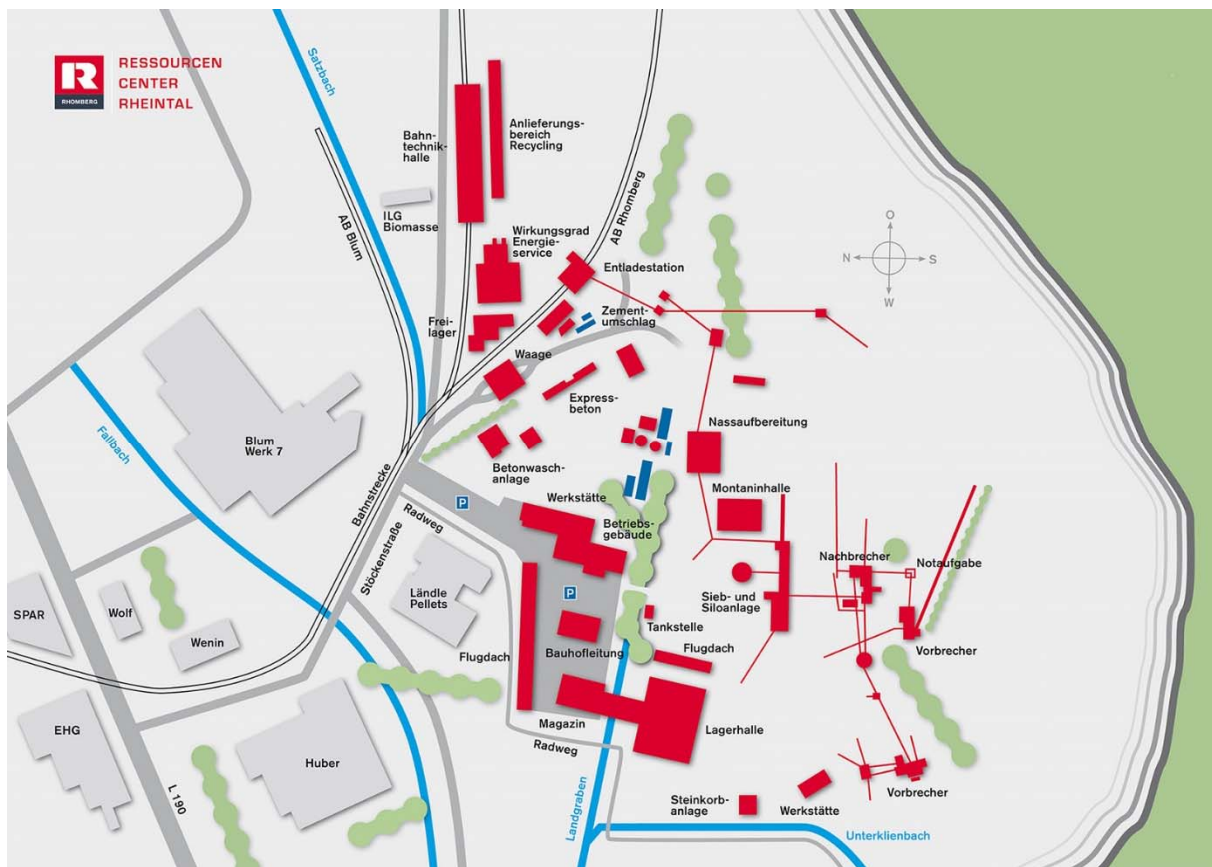 R
RHOMBERG
RESSOURCEN
CENTER
RHEINTAL
Satzbach
Bahn-
technik-
halle
Anlieferungs-
bereich
Recycling
ILG
Biomasse
AB Blum
AB Rhomberg
Wirkungsgrad
Energie-
service
Entladestation
O
N
S
W
Frei-
lager
Zement-
umschlag
Waage
Express-
beton
Fallbach
Blum
Werk 7
Bahnstrecke
Betonwasch-
anlage
Nassaufbereitung
P
Radweg
Werkstätte
Betriebs-
gebäude
Montaninhalle
Stöckenstraße
Ländle
Pellets
P
Nachbrecher
Notaufgabe
Sieb- und
Siloanlage
SPAR
Wolf
Wenin
Tankstelle
Flugdach
Bauhofleitung
Flugdach
Vorbrecher
EHG
Huber
Magazin
Radweg
Lagerhalle
L 190
Landgraben
Steinkorb-
anlage
Werkstätte
Vorbrecher
Unterklienbach